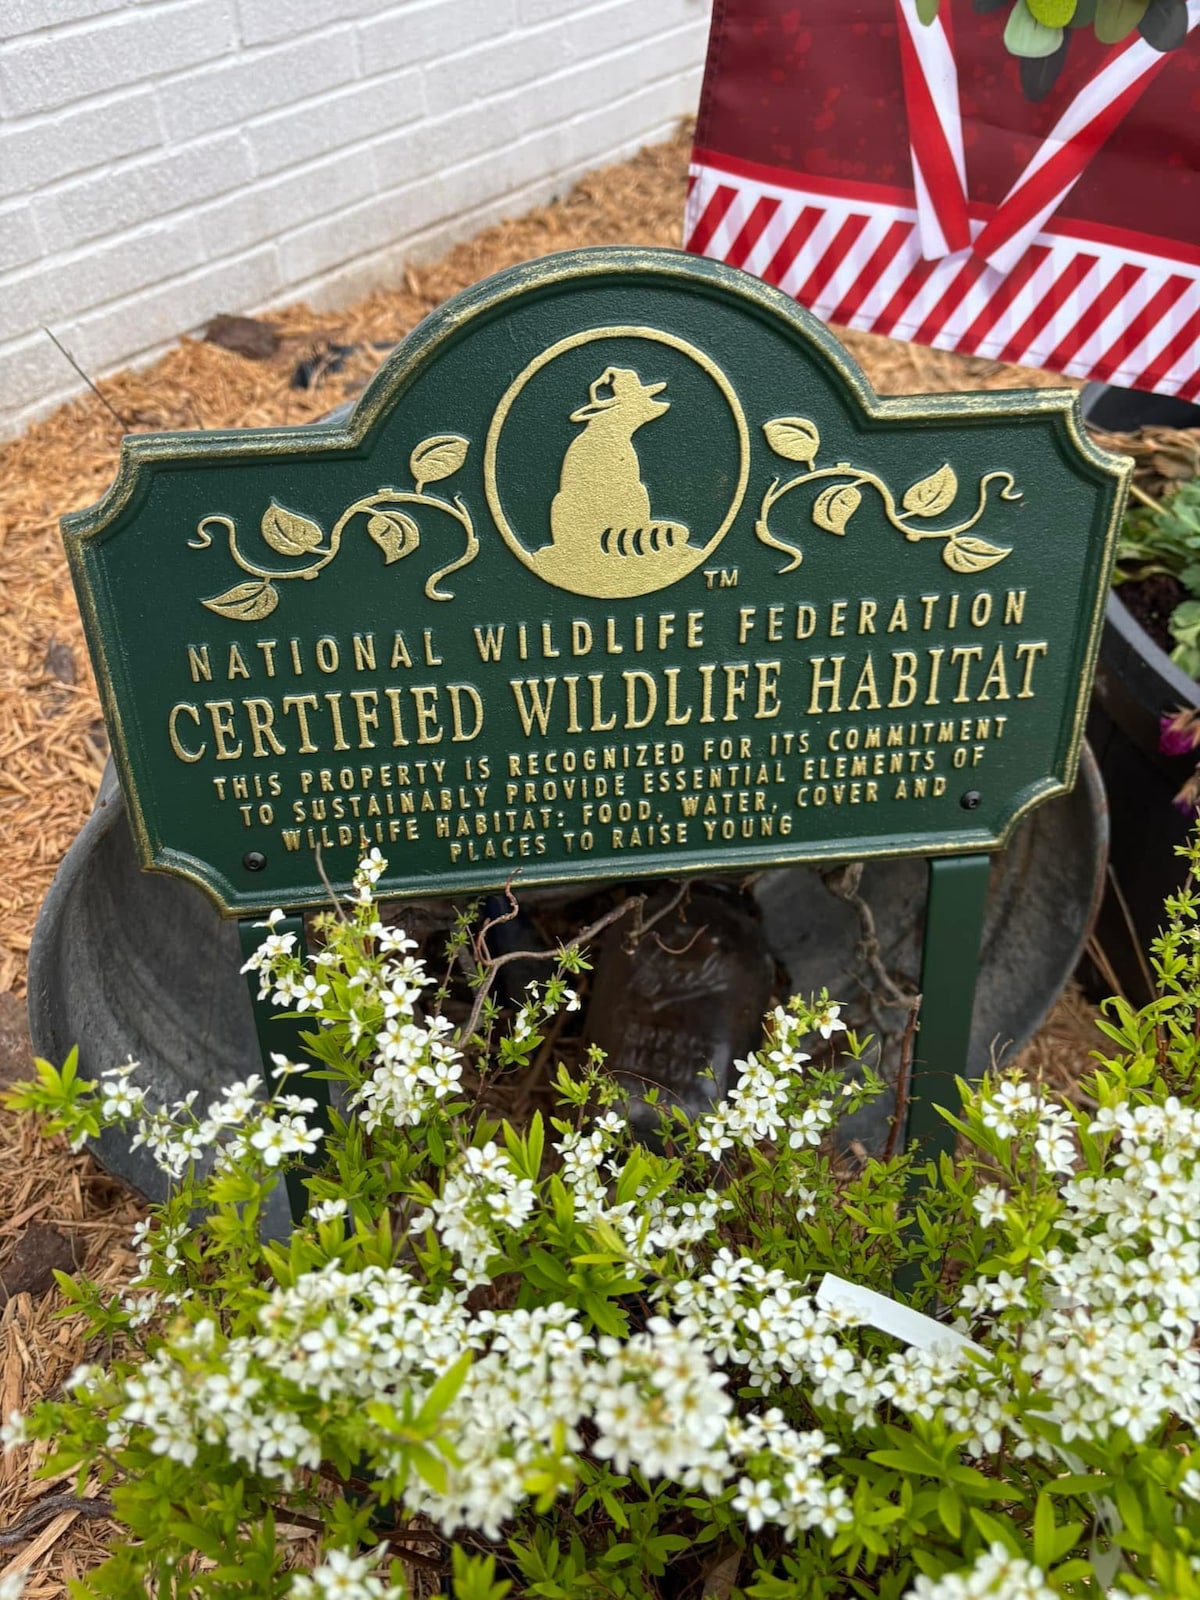 TM
NATIONAL WILDLIFE FEDERATION
CERTIFIED WILDLIFE HABITAT
THIS PROPERTY IS RECOGNIZED FOR ITS COMMITMENT
TO SUSTAINABLY PROVIDE ESSENTIAL ELEMENTS OF
WILDLIFE HABITAT: FOOD, WATER, COVER AND
PLACES TO RAISE YOUNG